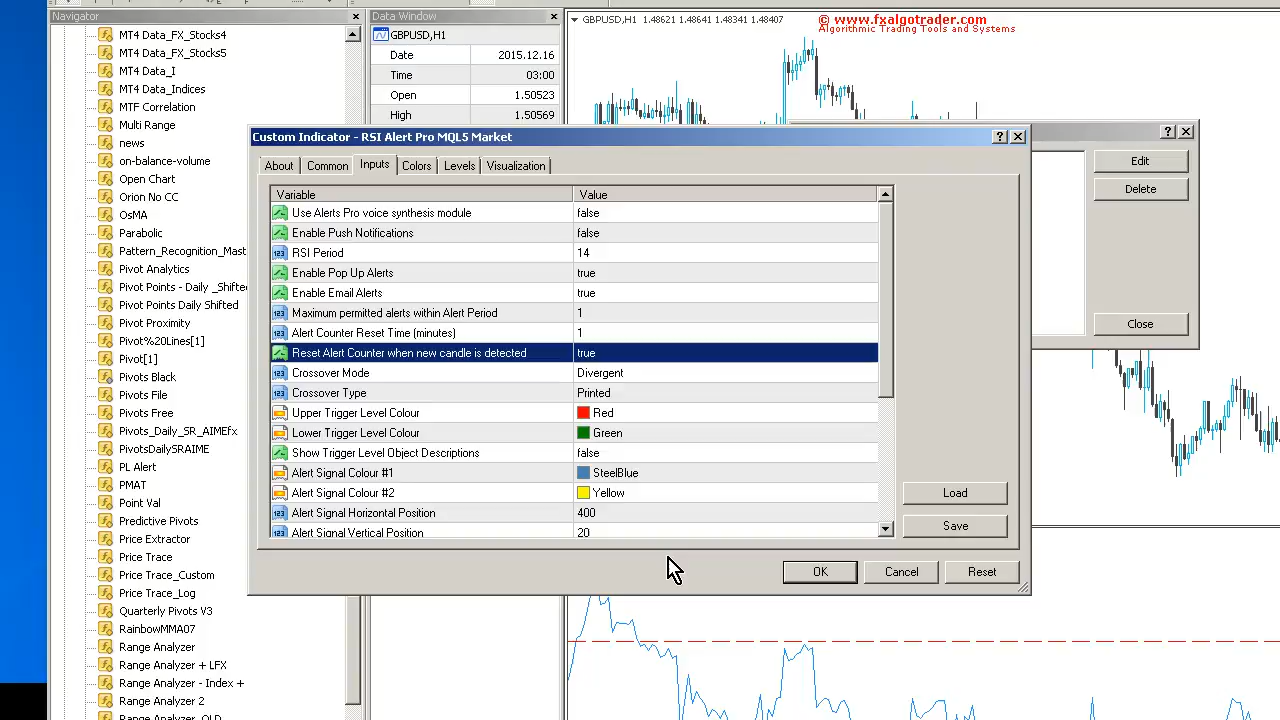 Navigator
MT4 Data_FX_Stocks4
MT4 Data_FX_Stocks5
MT4 Data_I
MT4 Data_Indices
MTF Correlation
Multi Range
news
on-balance-volume
Open Chart
Orion No CC
OsMA
Parabolic
Pattern_Recognition_Mast
Pivot Analytics
Pivot Points - Daily _Shifte
Pivot Points Daily Shifted
Pivot Proximity
Pivot%20Lines[1]
Pivot[1]
Pivots Black
Pivots File
Pivots Free
Pivots_Daily_SR_AIMEfx
PivotsDailySRAIME
PL Alert
PMAT
Point Val
Predictive Pivots
Price Extractor
Price Trace
Price Trace_Custom
Price Trace_Log
Quarterly Pivots V3
RainbowMMA07
Range Analyzer
Range Analyzer + LFX
Range Analyzer - Index +
Range Analyzer 2
Range Analyzer_OLD
Data Window
GBPUSD,H1
Date 2015.12.16
Time 03:00
Open 1.50523
High 1.50569
GBPUSD,H1 1.48621 1.48641 1.48341 1.48407
© www.fxalgotrader.com
Algorithmic Trading Tools and Systems
Custom Indicator - RSI Alert Pro MQL5 Market
About Common Inputs Colors Levels Visualization
Variable Value
Use Alerts Pro voice synthesis module false
Enable Push Notifications false
RSI Period 14
Enable Pop Up Alerts true
Enable Email Alerts true
Maximum permitted alerts within Alert Period 1
Alert Counter Reset Time (minutes) 1
Reset Alert Counter when new candle is detected true
Crossover Mode Divergent
Crossover Type Printed
Upper Trigger Level Colour Red
Lower Trigger Level Colour Green
Show Trigger Level Object Descriptions false
Alert Signal Colour #1 SteelBlue
Alert Signal Colour #2 Yellow
Alert Signal Horizontal Position 400
Alert Signal Vertical Position 20
Load
Save
OK Cancel Reset
Edit
Delete
Close